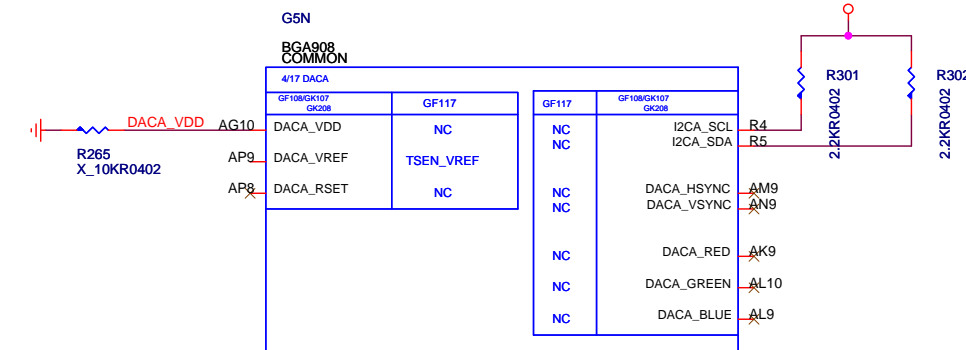 G5N
BGA908
COMMON
4/17 DACA
GF108/GK107
GK208
GF117
GF117
GF108/GK107
GK208
DACA_VDD
AG10
DACA_VDD
NC
NC
I2CA_SCL
R4
NC
I2CA_SDA
R5
R265
X_10KR0402
AP9
DACA_VREF
TSEN_VREF
AP8
DACA_RSET
NC
NC
DACA_HSYNC
AM9
NC
DACA_VSYNC
AN9
NC
DACA_RED
AK9
NC
DACA_GREEN
AL10
NC
DACA_BLUE
AL9
R301
2.2KR0402
R302
2.2KR0402